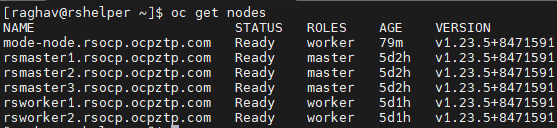 [raghav@rshelper ~]$ oc get nodes
NAME STATUS ROLES AGE VERSION
mode-node.rsocp.ocpztp.com Ready worker 79m v1.23.5+8471591
rsmaster1.rsocp.ocpztp.com Ready master 5d2h v1.23.5+8471591
rsmaster2.rsocp.ocpztp.com Ready master 5d2h v1.23.5+8471591
rsmaster3.rsocp.ocpztp.com Ready master 5d2h v1.23.5+8471591
rsworker1.rsocp.ocpztp.com Ready worker 5d1h v1.23.5+8471591
rsworker2.rsocp.ocpztp.com Ready worker 5d1h v1.23.5+8471591